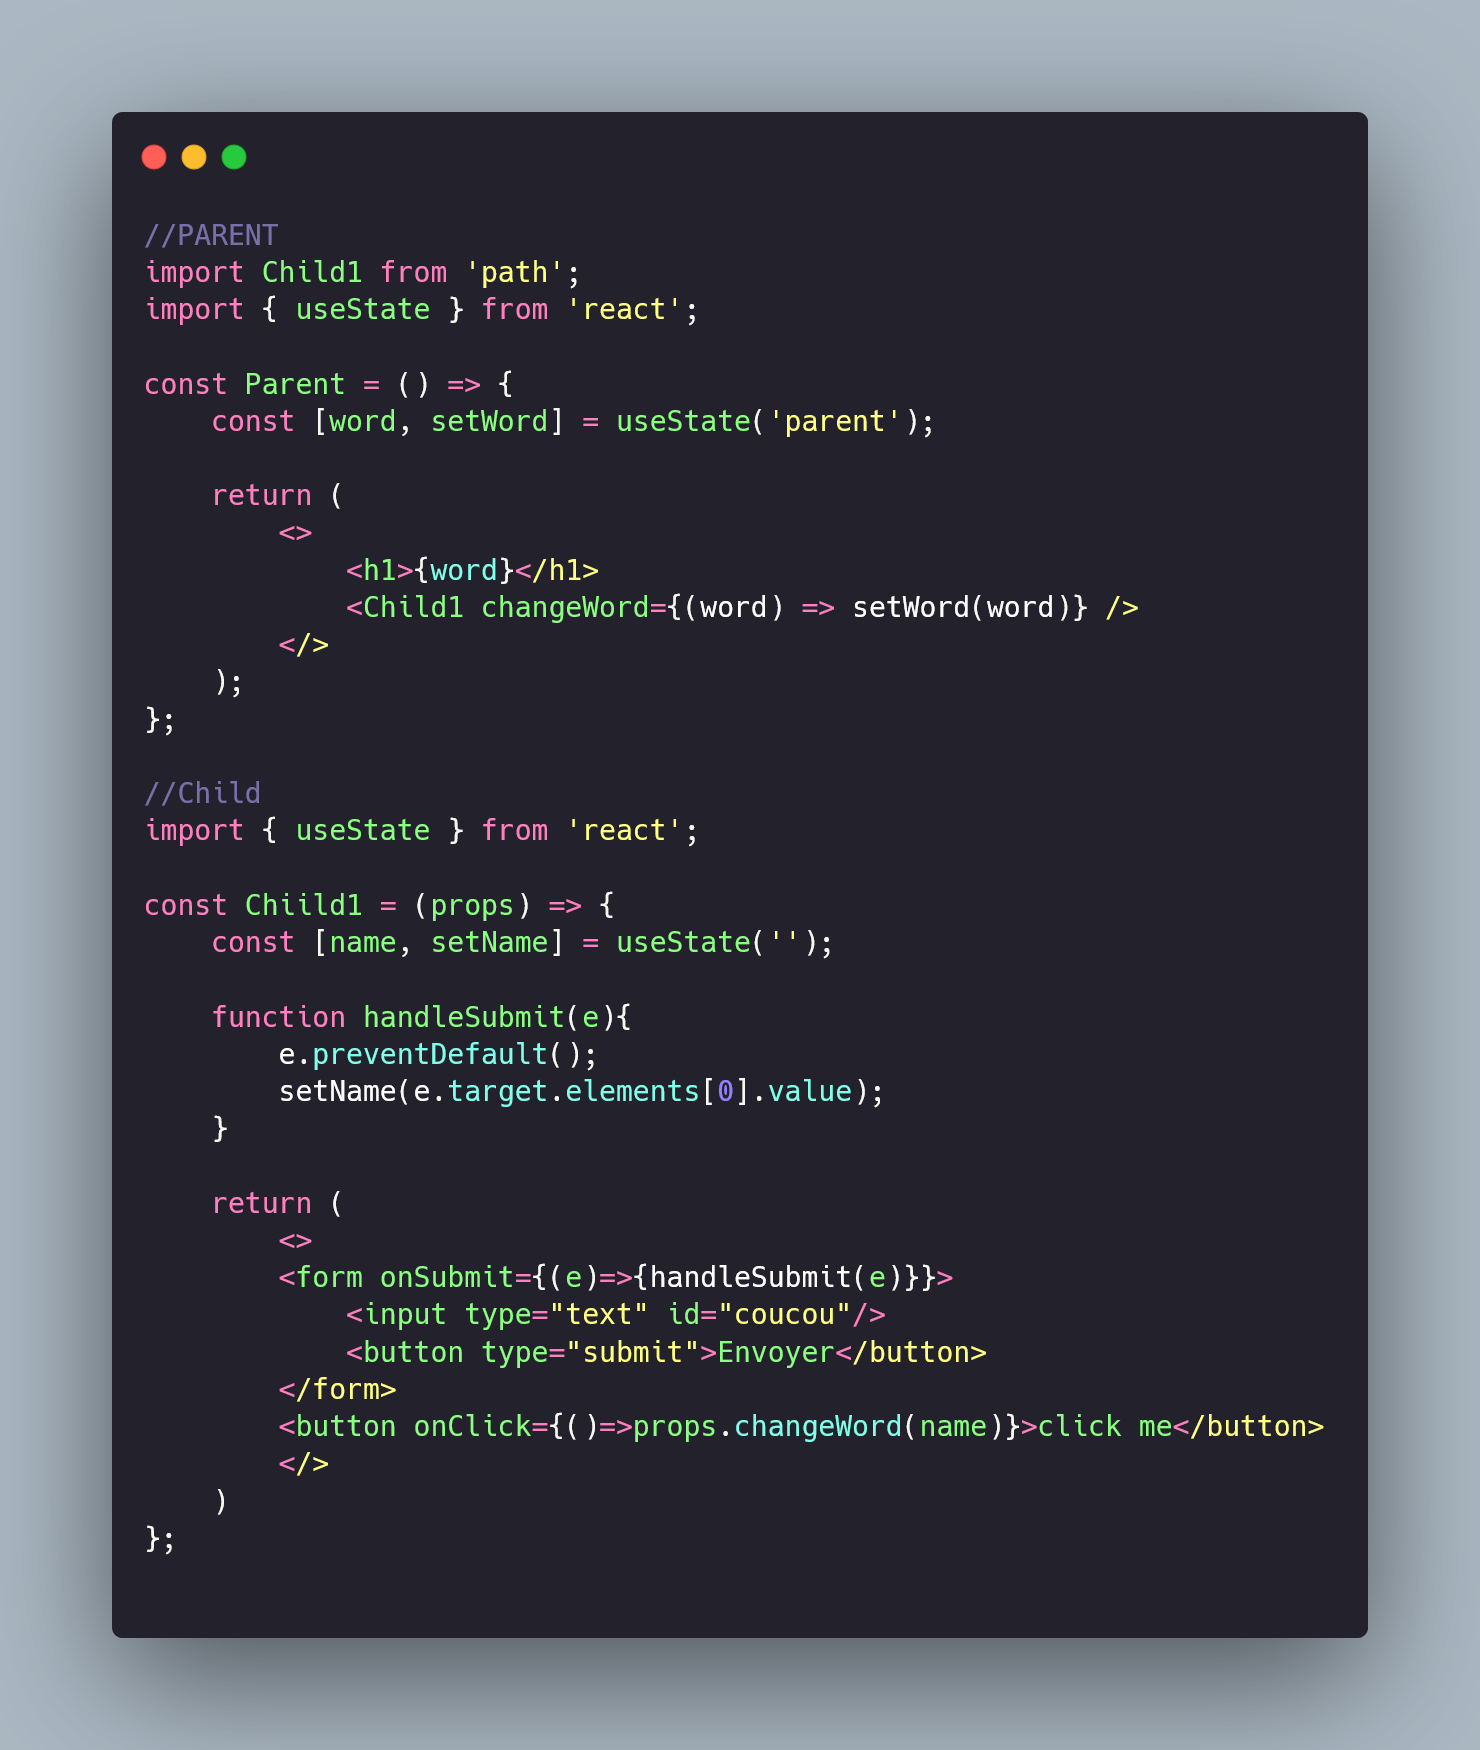 //PARENT
import Child1 from 'path';
import { useState } from 'react';
const Parent = () => {
    const [word, setWord] = useState('parent');
    return (
        <>
            <h1>{word}</h1>
            <Child1 changeWord={(word) => setWord(word)} />
        </>
    );
};
//Child
import { useState } from 'react';
const Chiild1 = (props) => {
    const [name, setName] = useState('');
    function handleSubmit(e){
        e.preventDefault();
        setName(e.target.elements[0].value);
    }
    return (
        <>
        <form onSubmit={(e)=>{handleSubmit(e)}}>
            <input type="text" id="coucou"/>
            <button type="submit">Envoyer</button>
        </form>
        <button onClick={()=>props.changeWord(name)}>click me</button>
        </>
    )
};